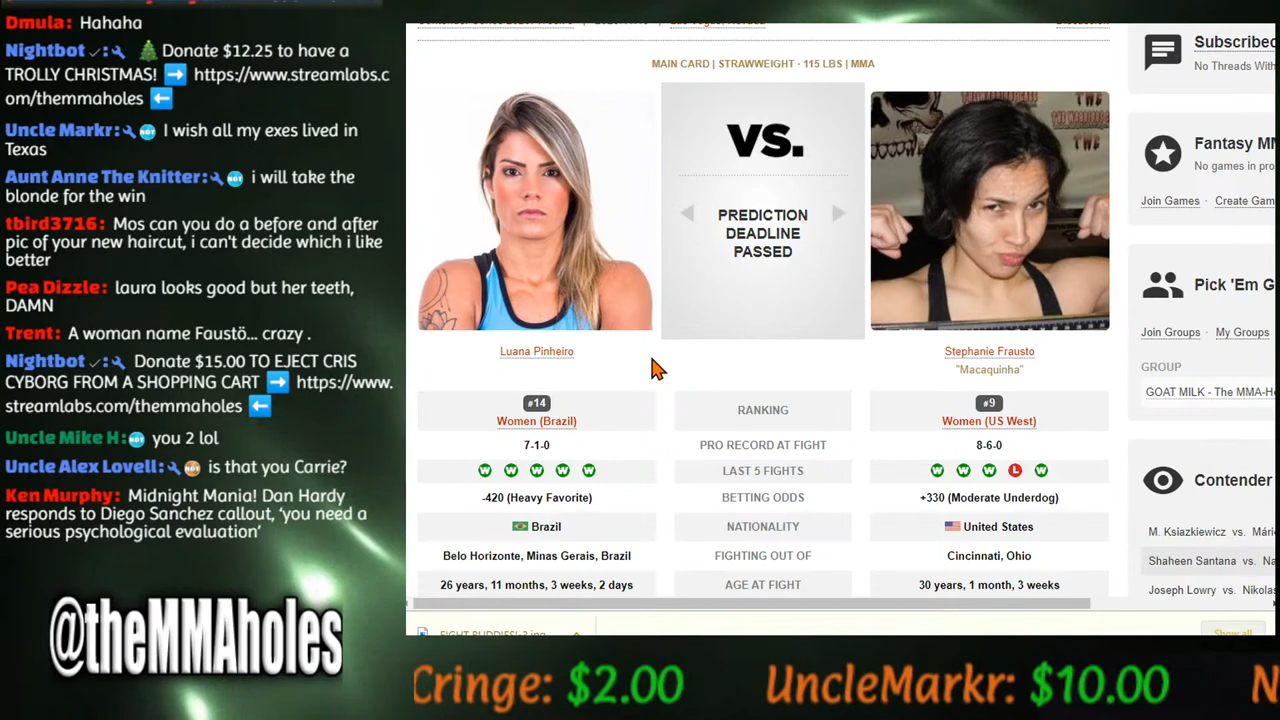 Dmula: Hahaha
Nightbot ✓: 🎄 Donate $12.25 to have a
TROLLY CHRISTMAS! ➡ https://www.streamlabs.c
om/themmaholes ⬅
Uncle Markr: I wish all my exes lived in
Texas
Aunt Anne The Knitter: i will take the
blonde for the win
tbird3716: Mos can you do a before and after
pic of your new haircut, i can't decide which i like
better
Pea Dizzle: laura looks good but her teeth,
DAMN
Trent: A woman name Faustö... crazy .
Nightbot ✓: Donate $15.00 TO EJECT CRIS
CYBORG FROM A SHOPPING CART ➡ https://www.
streamlabs.com/themmaholes ⬅
Uncle Mike H: you 2 lol
Uncle Alex Lovell: is that you Carrie?
Ken Murphy: Midnight Mania! Dan Hardy
responds to Diego Sanchez callout, 'you need a
serious psychological evaluation'
@theMMAholes
MAIN CARD | STRAWWEIGHT · 115 LBS | MMA
VS.
PREDICTION
DEADLINE
PASSED
Luana Pinheiro
Stephanie Frausto
"Macaquinha"
#14 RANKING #9
Women (Brazil) Women (US West)
7-1-0 PRO RECORD AT FIGHT 8-6-0
W W W W W LAST 5 FIGHTS W W W L W
-420 (Heavy Favorite) BETTING ODDS +330 (Moderate Underdog)
Brazil NATIONALITY United States
Belo Horizonte, Minas Gerais, Brazil FIGHTING OUT OF Cincinnati, Ohio
26 years, 11 months, 3 weeks, 2 days AGE AT FIGHT 30 years, 1 month, 3 weeks
Subscribed
No Threads With
Fantasy MM
No games in pro
Join Games · Create Gam
Pick 'Em G
Join Groups · My Groups
GROUP
GOAT MILK - The MMA-H
Contender
M. Ksiazkiewicz vs. Mári
Shaheen Santana vs. Na
Joseph Lowry vs. Nikolas
Show all
Cringe: $2.00 UncleMarkr: $10.00 N